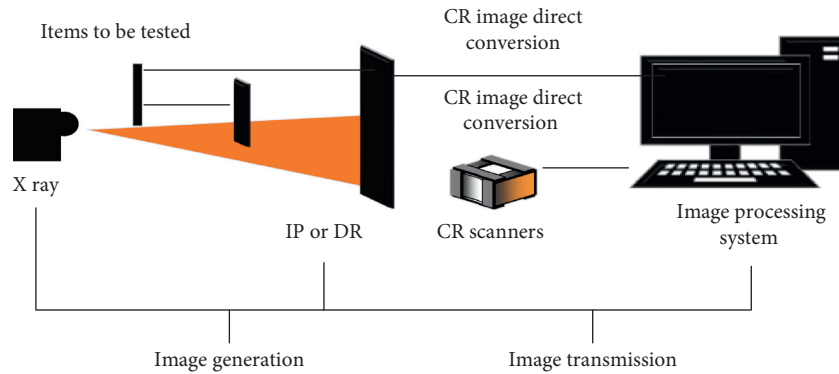 Items to be tested
CR image direct
conversion
CR image direct
conversion
X ray
IP or DR
CR scanners
Image processing
system
Image generation
Image transmission